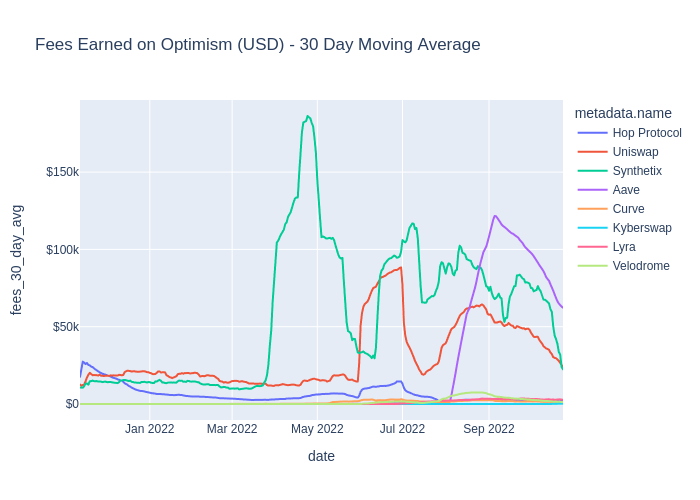 Fees Earned on Optimism (USD) - 30 Day Moving Average
metadata.name
Hop Protocol
Uniswap
Synthetix
Aave
Curve
Kyberswap
Lyra
Velodrome
fees_30_day_avg
$150k
$100k
$50k
$0
Jan 2022 Mar 2022 May 2022 Jul 2022 Sep 2022
date